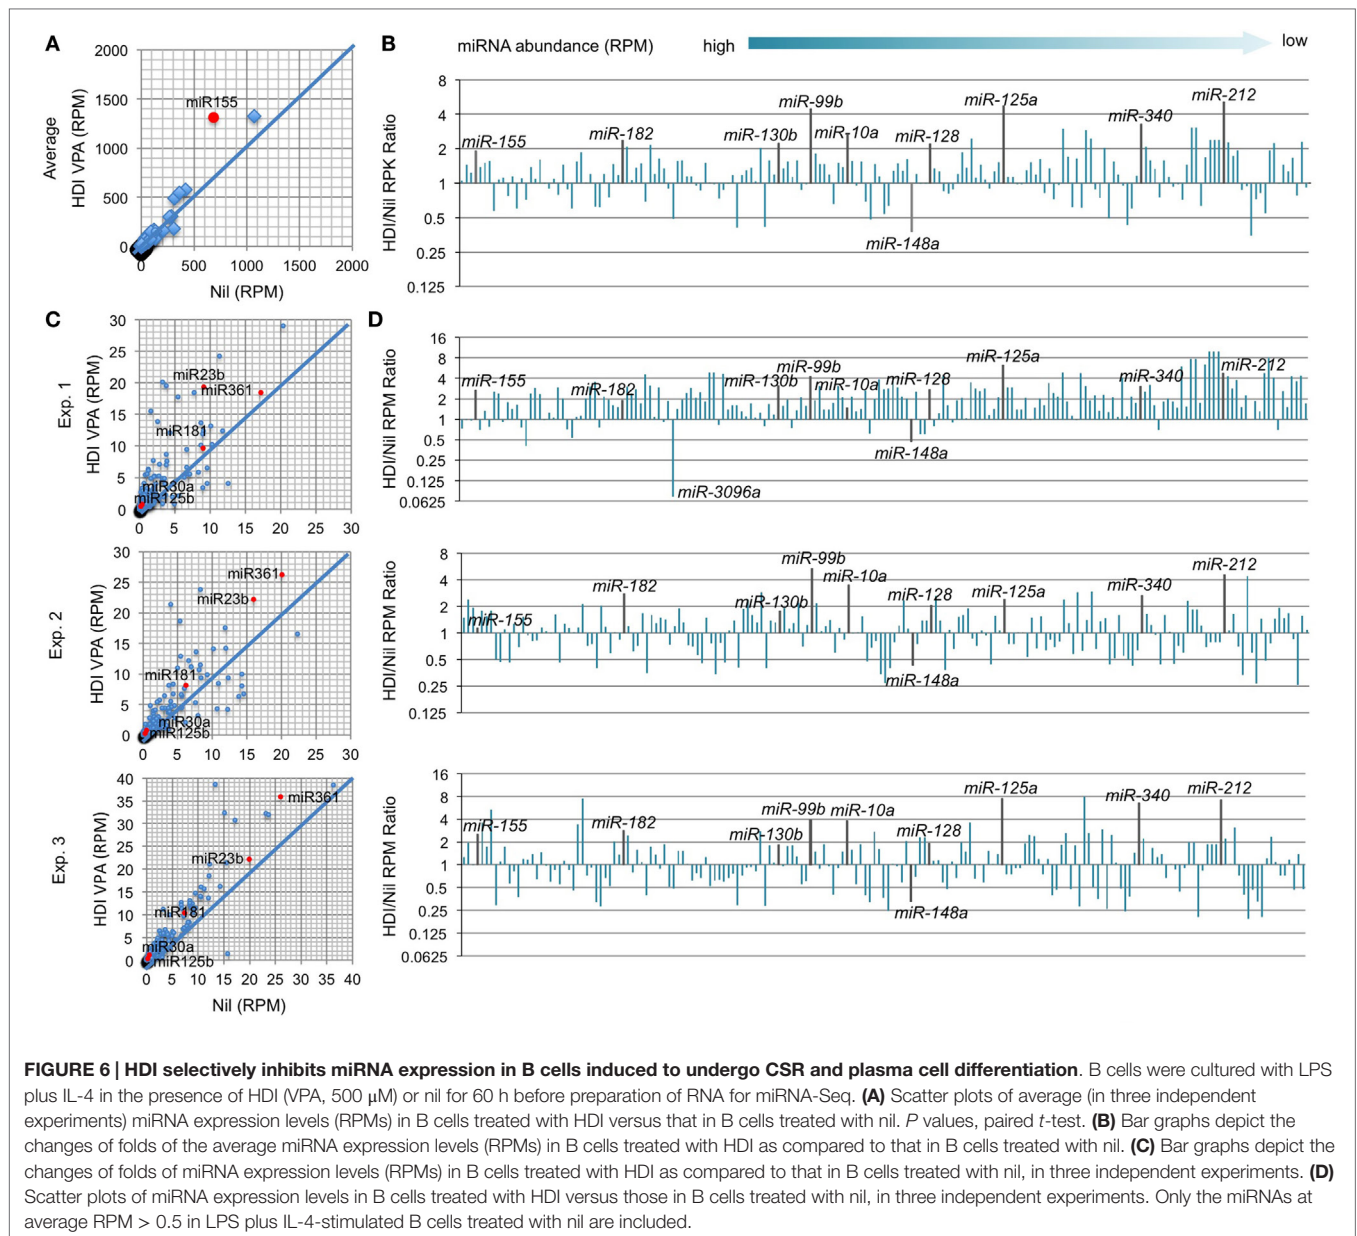 A
Average
HDI VPA (RPM)
2000
1500
1000
500
0
miR155
0 500 1000 1500 2000
Nil (RPM)
B
miRNA abundance (RPM) high low
HDI/Nil RPK Ratio
8
4
2
1
0.5
0.25
0.125
miR-155
miR-182
miR-130b
miR-99b
miR-10a
miR-148a
miR-128
miR-125a
miR-340
miR-212
C
Exp. 1
HDI VPA (RPM)
30
25
20
15
10
5
0
miR23b
miR361
miR181
miR30a
miR125b
0 5 10 15 20 25 30
D
HDI/Nil RPM Ratio
16
8
4
2
1
0.5
0.25
0.125
0.0625
miR-155
miR-182
miR-3096a
miR-130b
miR-99b
miR-10a
miR-148a
miR-128
miR-125a
miR-340
miR-212
Exp. 2
HDI VPA (RPM)
30
25
20
15
10
5
0
miR361
miR23b
miR181
miR30a
miR125b
0 5 10 15 20 25 30
HDI/Nil RPM Ratio
8
4
2
1
0.5
0.25
0.125
miR-155
miR-182
miR-130b
miR-99b
miR-10a
miR-148a
miR-128
miR-125a
miR-340
miR-212
Exp. 3
HDI VPA (RPM)
40
35
30
25
20
15
10
5
0
miR361
miR23b
miR181
miR30a
miR125b
0 5 10 15 20 25 30 35 40
Nil (RPM)
HDI/Nil RPM Ratio
16
8
4
2
1
0.5
0.25
0.125
0.0625
miR-155
miR-182
miR-130b
miR-99b
miR-10a
miR-148a
miR-128
miR-125a
miR-340
miR-212
FIGURE 6 | HDI selectively inhibits miRNA expression in B cells induced to undergo CSR and plasma cell differentiation. B cells were cultured with LPS
plus IL-4 in the presence of HDI (VPA, 500 μM) or nil for 60 h before preparation of RNA for miRNA-Seq. (A) Scatter plots of average (in three independent
experiments) miRNA expression levels (RPMs) in B cells treated with HDI versus that in B cells treated with nil. P values, paired t-test. (B) Bar graphs depict the
changes of folds of the average miRNA expression levels (RPMs) in B cells treated with HDI as compared to that in B cells treated with nil. (C) Bar graphs depict the
changes of folds of miRNA expression levels (RPMs) in B cells treated with HDI as compared to that in B cells treated with nil, in three independent experiments. (D)
Scatter plots of miRNA expression levels in B cells treated with HDI versus those in B cells treated with nil, in three independent experiments. Only the miRNAs at
average RPM > 0.5 in LPS plus IL-4-stimulated B cells treated with nil are included.